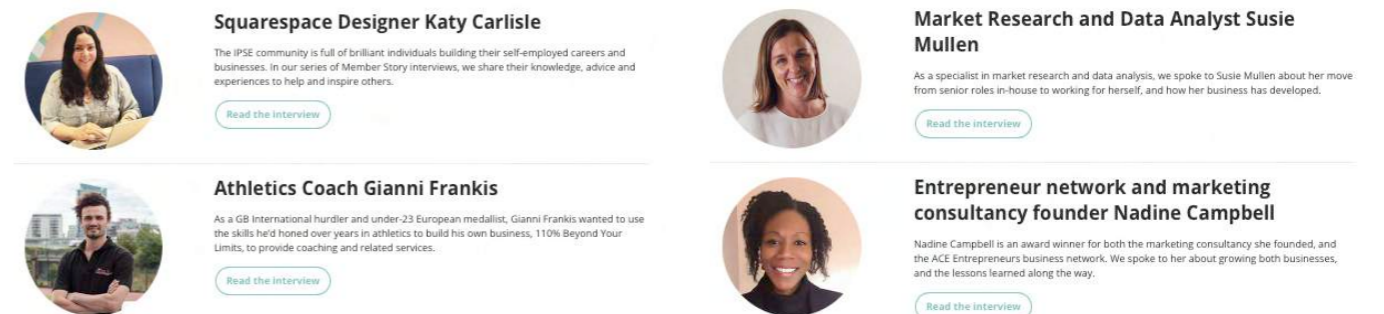 Squarespace Designer Katy Carlisle
The IPSE community is full of brilliant individuals building their self-employed careers and
businesses. In our series of Member Story interviews, we share their knowledge, advice and
experiences to help and inspire others.
Read the interview
Athletics Coach Gianni Frankis
As a GB International hurdler and under-23 European medallist, Gianni Frankis wanted to use
the skills he'd honed over years in athletics to build his own business, 110% Beyond Your
Limits, to provide coaching and related services.
Read the interview
Market Research and Data Analyst Susie
Mullen
As a specialist in market research and data analysis, we spoke to Susie Mullen about her move
from senior roles in-house to working for herself, and how her business has developed.
Read the interview
Entrepreneur network and marketing
consultancy founder Nadine Campbell
Nadine Campbell is an award winner for both the marketing consultancy she founded, and
the ACE Entrepreneurs business network. We spoke to her about growing both businesses,
and the lessons learned along the way.
Read the interview